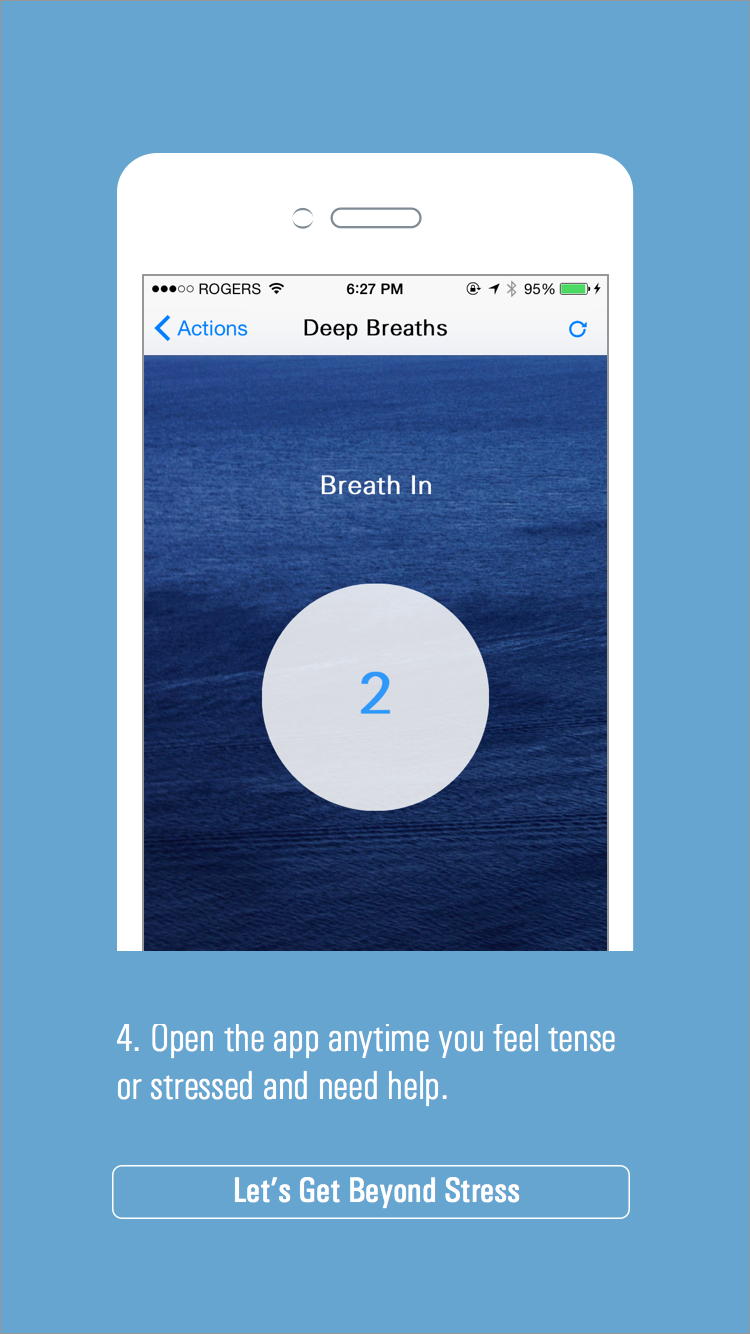 ROGERS 6:27 PM 95%
Actions Deep Breaths
Breath In
2
4. Open the app anytime you feel tense
or stressed and need help.
Let's Get Beyond Stress